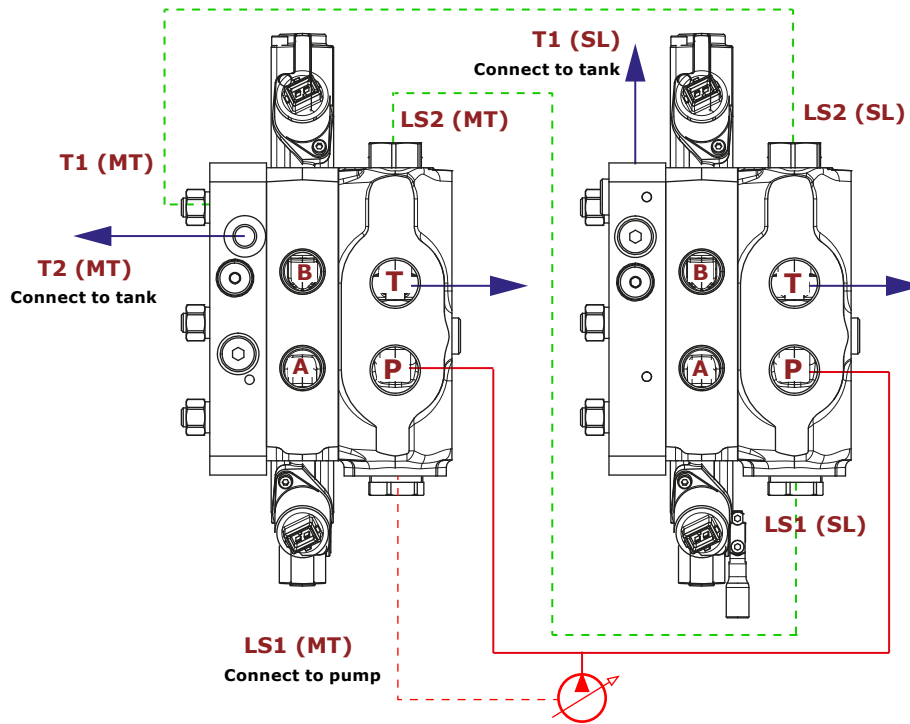 T1 (SL)
Connect to tank
LS2 (MT)
LS2 (SL)
T1 (MT)
T2 (MT)
Connect to tank
B
T
B
T
A
P
A
P
LS1 (SL)
LS1 (MT)
Connect to pump